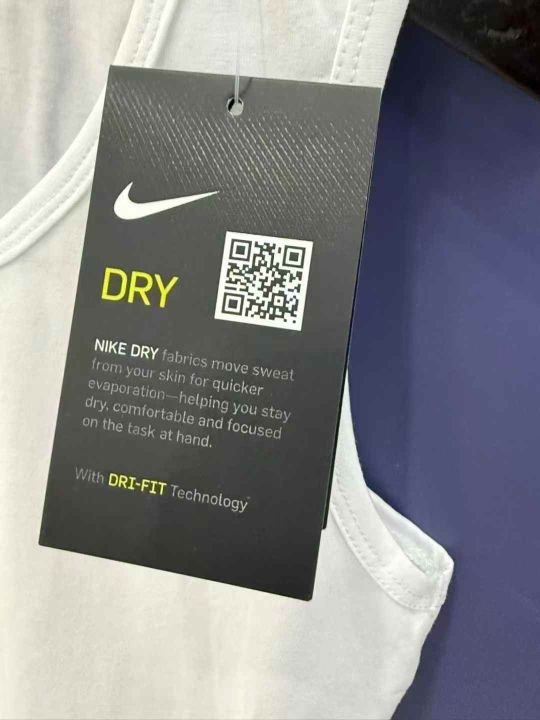 DRY
NIKE DRY fabrics move sweat
from your skin for quicker
evaporation—helping you stay
dry, comfortable and focused
on the task at hand.
With DRI-FIT Technology